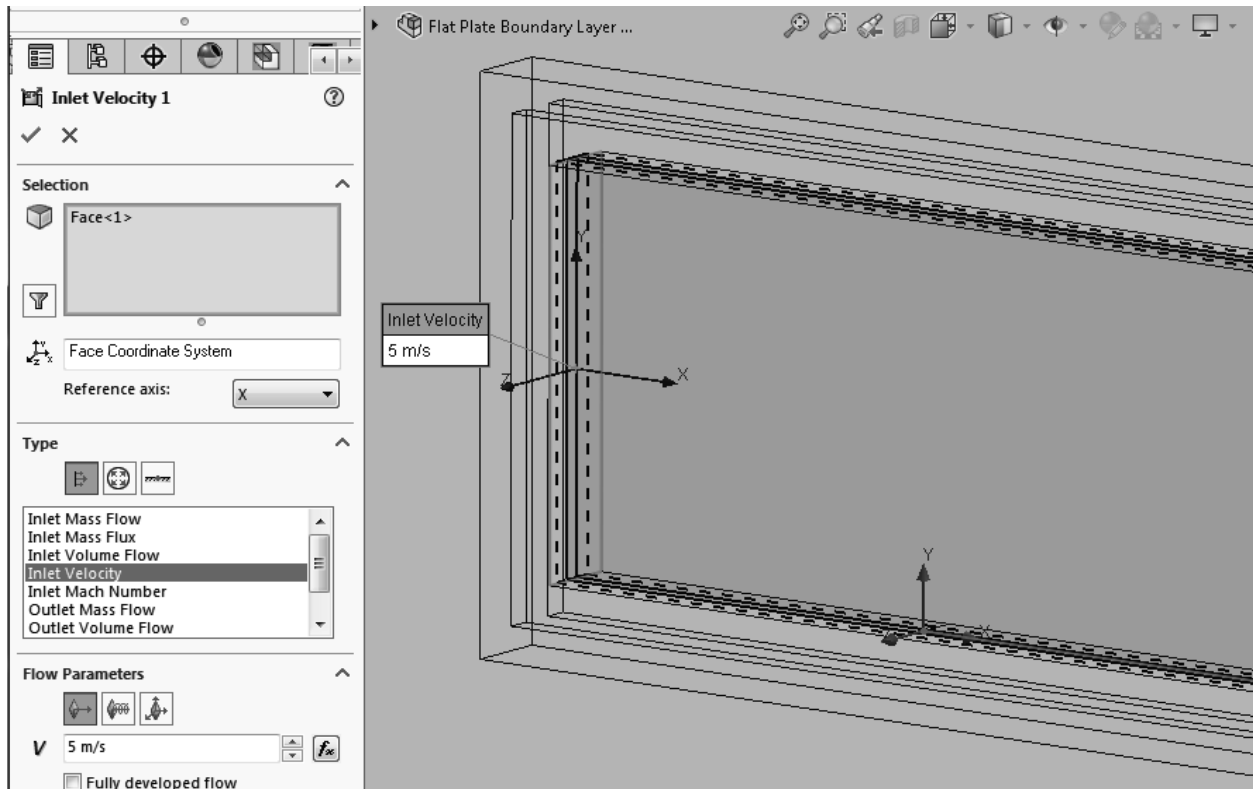 Flat Plate Boundary Layer ...
Inlet Velocity 1
Selection
Face<1>
Face Coordinate System
Reference axis:
X
Type
Inlet Mass Flow
Inlet Mass Flux
Inlet Volume Flow
Inlet Velocity
Inlet Mach Number
Outlet Mass Flow
Outlet Volume Flow
Flow Parameters
V 5 m/s
Fully developed flow
Y
Inlet Velocity
5 m/s
Z
X
Y
X